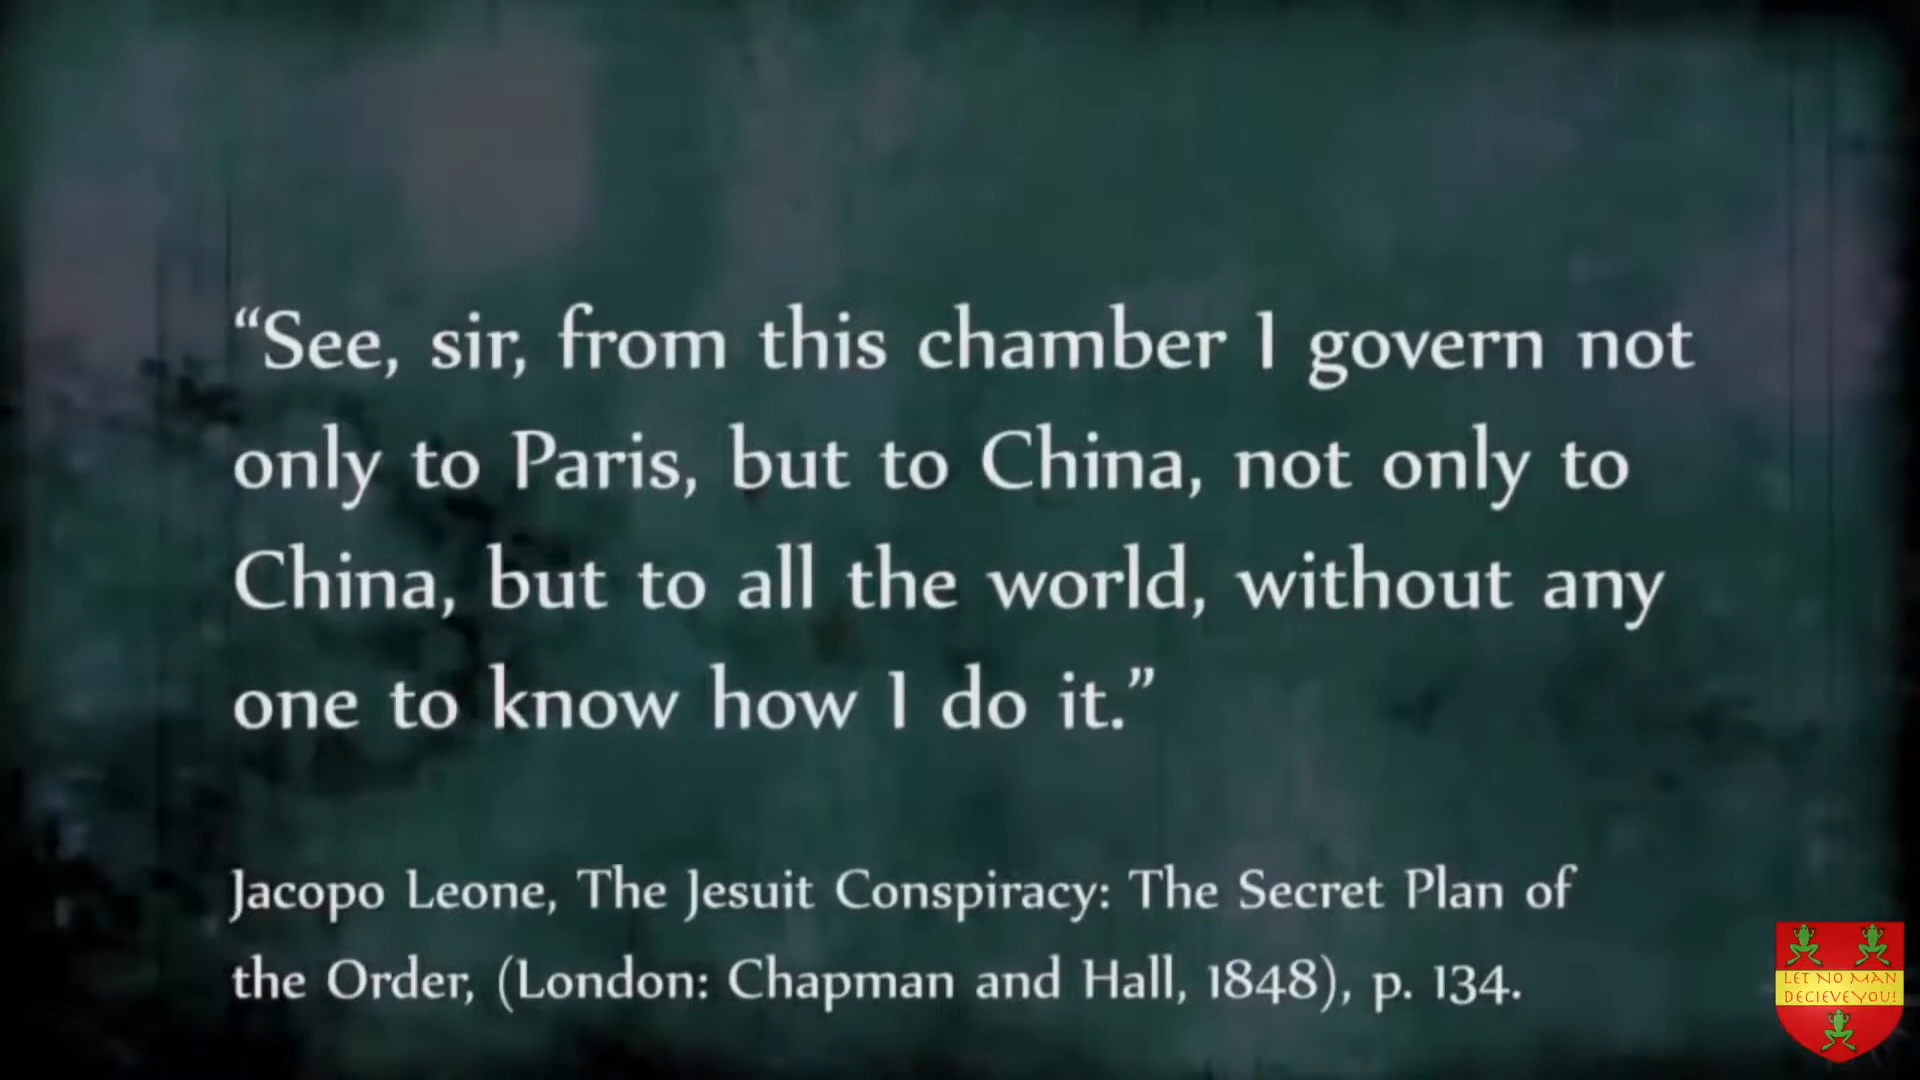 “See, sir, from this chamber I govern not
only to Paris, but to China, not only to
China, but to all the world, without any
one to know how I do it.”
Jacopo Leone, The Jesuit Conspiracy: The Secret Plan of
the Order, (London: Chapman and Hall, 1848), p. 134.
LET NO MAN
DECIEVE YOU!